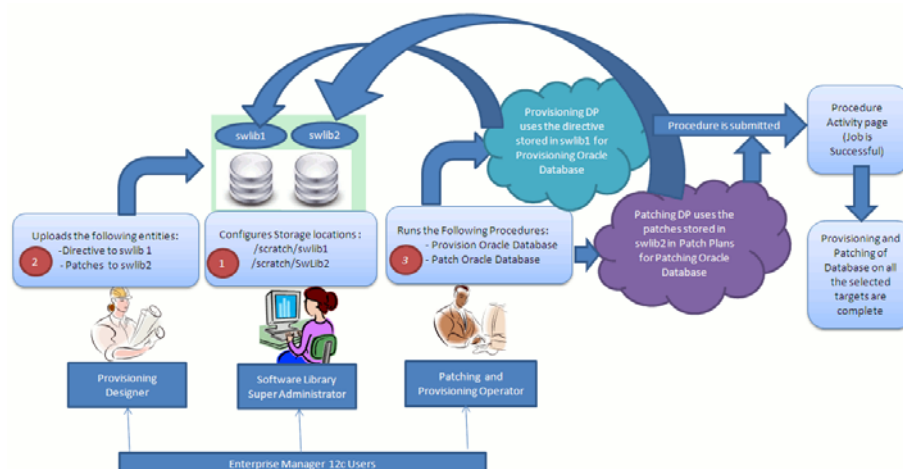 swlib1
swlib2
Provisioning DP
uses the directive
stored in swlib1 for
Provisioning Oracle
Database
Procedure is submitted
Procedure
Activity page
(Job is
Successful)
Uploads the following entities:
-Directive to swlib 1
- Patches to swlib2
2
Configures Storage locations :
/scratch/swlib1
/scratch/SwLib2
1
Runs the Following Procedures:
- Provision Oracle Database
- Patch Oracle Database
3
Patching DP uses the
patches stored in
swlib2 in Patch Plans
for Patching Oracle
Database
Provisioning and
Patching of
Database on all
the selected
targets are
complete
Provisioning
Designer
Software Library
Super Administrator
Patching and
Provisioning Operator
Enterprise Manager 12c Users